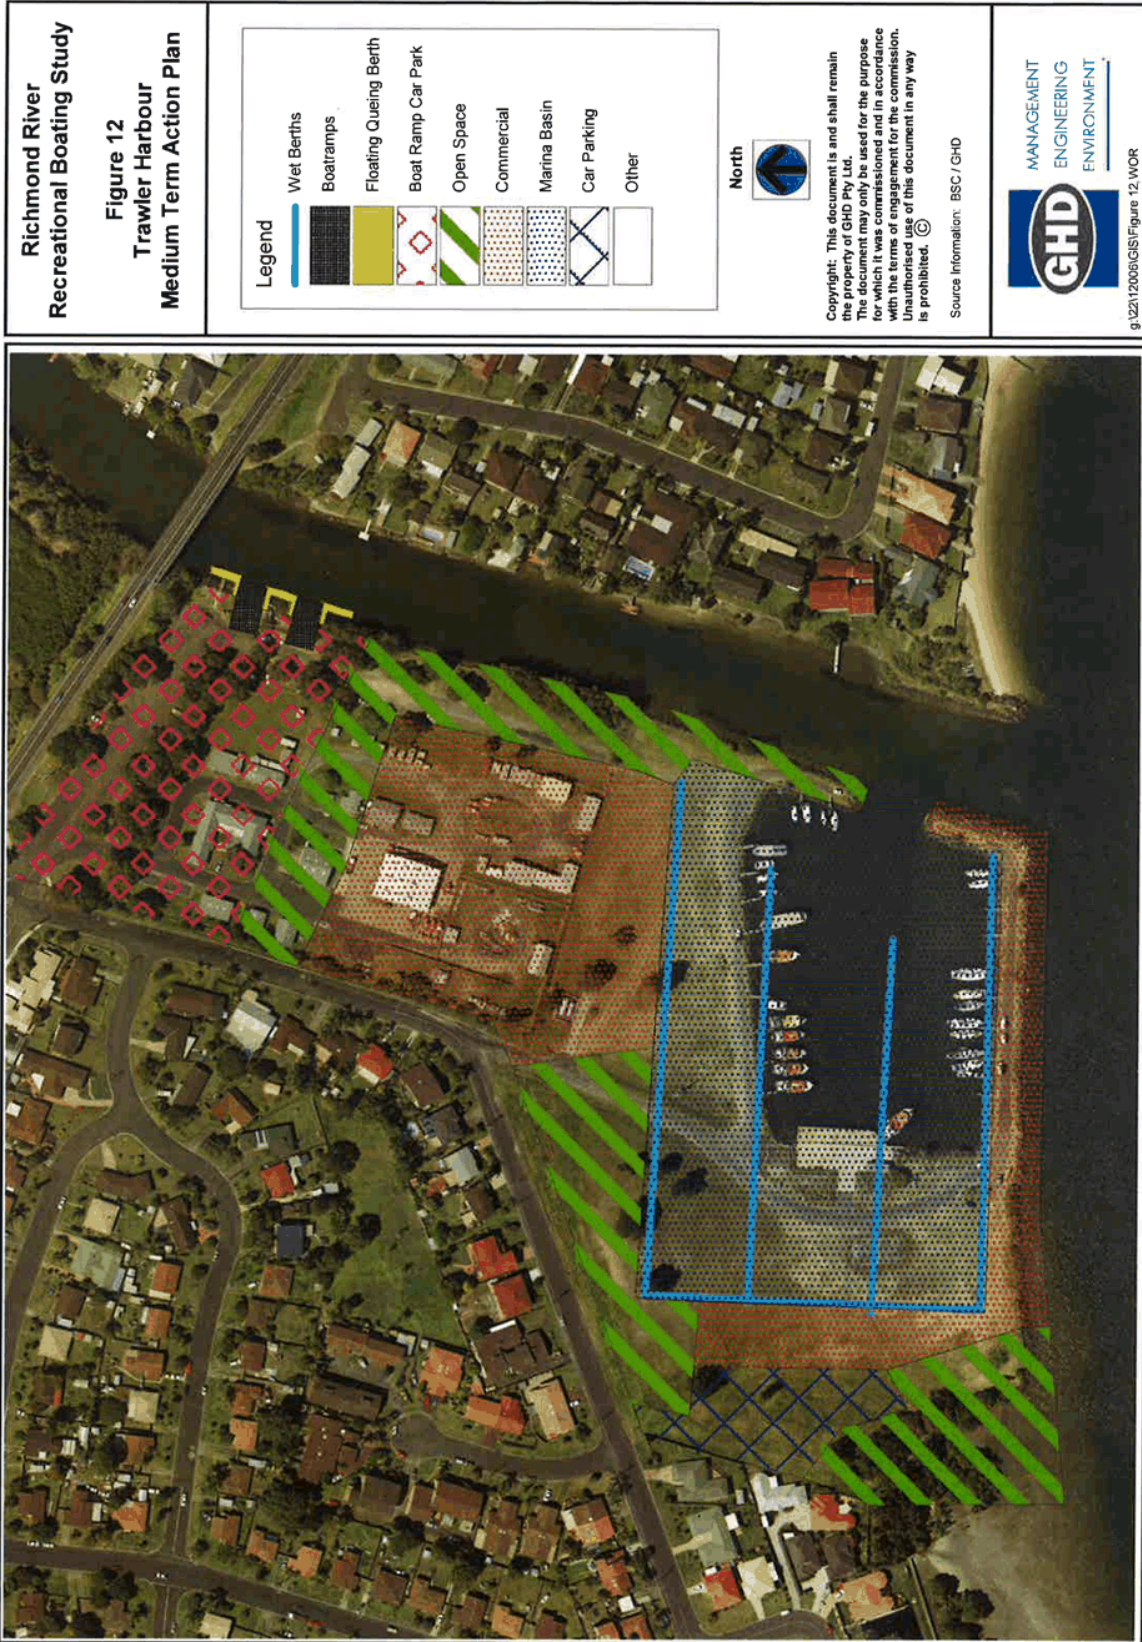 Richmond River
Recreational Boating Study
Figure 12
Trawler Harbour
Medium Term Action Plan
Legend
Wet Berths
Boatramps
Floating Queing Berth
Boat Ramp Car Park
Open Space
Commercial
Marina Basin
Car Parking
Other
North
Copyright: This document is and shall remain
the property of GHD Pty Ltd.
The document may only be used for the purpose
for which it was commissioned and in accordance
with the terms of engagement for the commission.
Unauthorised use of this document in any way
is prohibited. ©
Source Information: BSC / GHD
GHD
MANAGEMENT
ENGINEERING
ENVIRONMENT
g:\22\12006\GIS\Figure 12.WOR